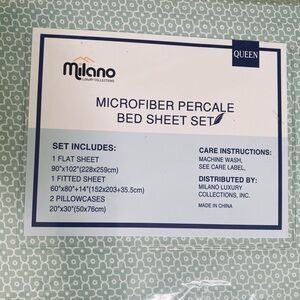 QUEEN
Milano
LUXURY COLLECTIONS
MICROFIBER PERCALE
BED SHEET SET
SET INCLUDES:
1 FLAT SHEET
90"x102"(228x259cm)
1 FITTED SHEET
60"x80"+14"(152x203+35.5cm)
2 PILLOWCASES
20"x30"(50x76cm)
CARE INSTRUCTIONS:
MACHINE WASH,
SEE CARE LABEL,
DISTRIBUTED BY:
MILANO LUXURY
COLLECTIONS, INC.
MADE IN CHINA